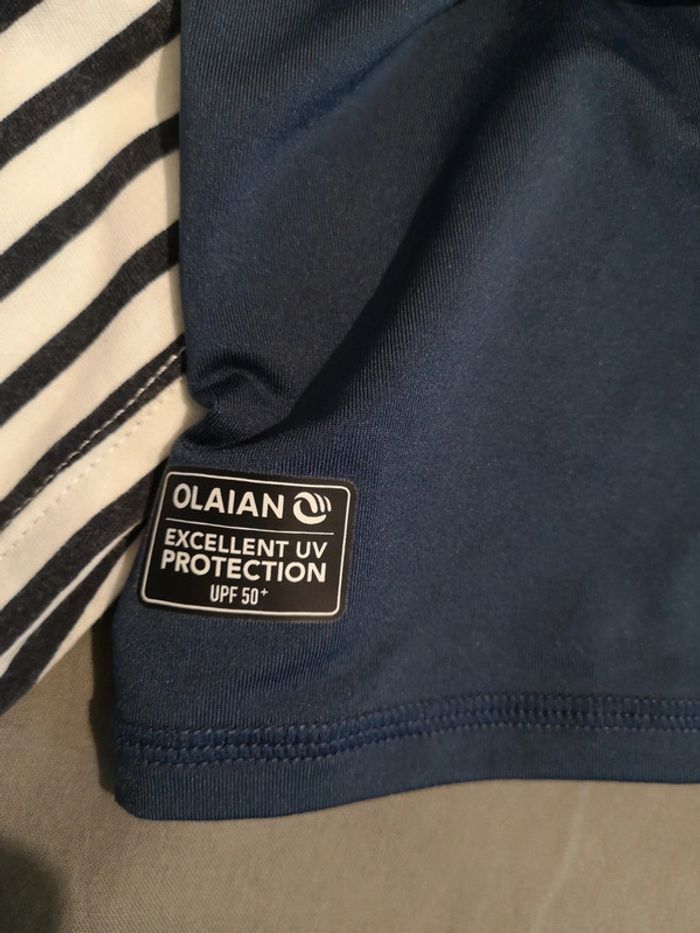 OLAIAN
EXCELLENT UV
PROTECTION
UPF 50+